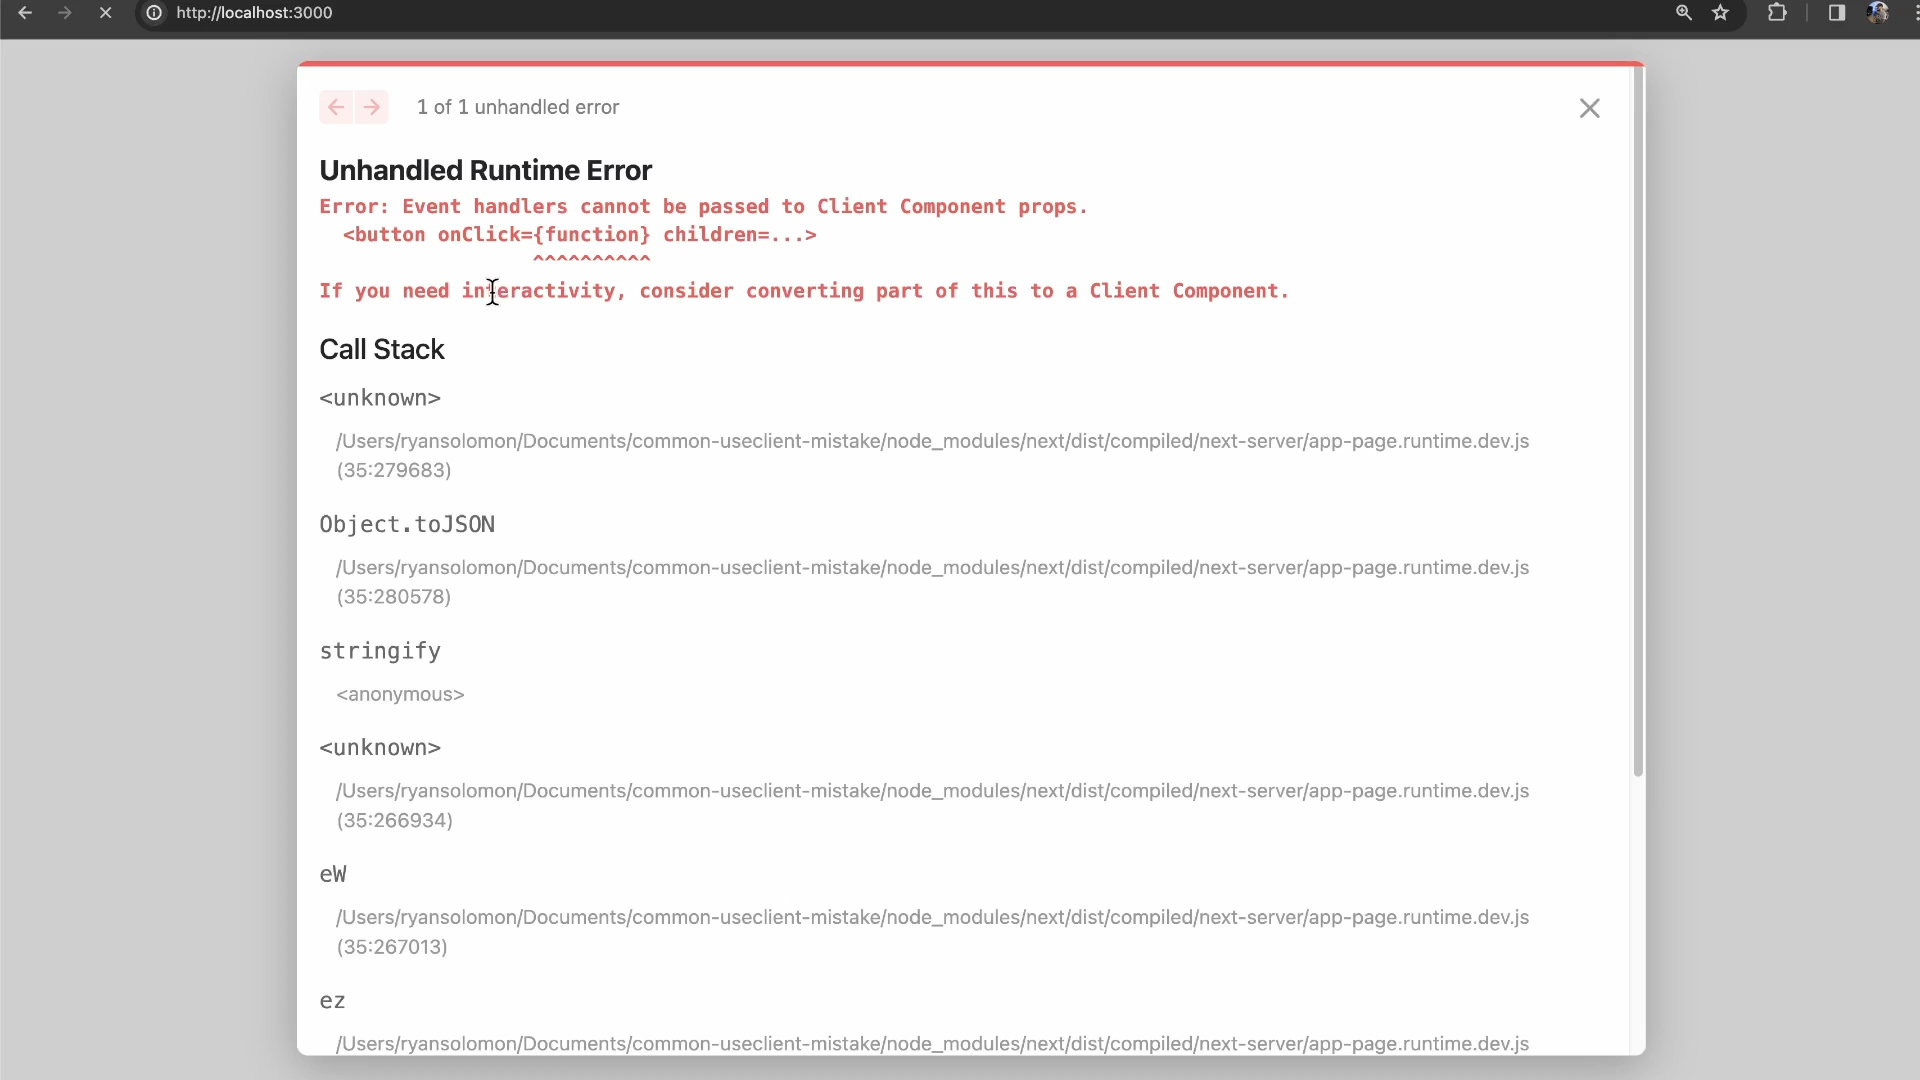 http://localhost:3000
1 of 1 unhandled error
Unhandled Runtime Error
Error: Event handlers cannot be passed to Client Component props.
<button onClick={function} children=...>
^^^^^^^^^^
If you need interactivity, consider converting part of this to a Client Component.
Call Stack
<unknown>
/Users/ryansolomon/Documents/common-useclient-mistake/node_modules/next/dist/compiled/next-server/app-page.runtime.dev.js
(35:279683)
Object.toJSON
/Users/ryansolomon/Documents/common-useclient-mistake/node_modules/next/dist/compiled/next-server/app-page.runtime.dev.js
(35:280578)
stringify
<anonymous>
<unknown>
/Users/ryansolomon/Documents/common-useclient-mistake/node_modules/next/dist/compiled/next-server/app-page.runtime.dev.js
(35:266934)
eW
/Users/ryansolomon/Documents/common-useclient-mistake/node_modules/next/dist/compiled/next-server/app-page.runtime.dev.js
(35:267013)
ez
/Users/ryansolomon/Documents/common-useclient-mistake/node_modules/next/dist/compiled/next-server/app-page.runtime.dev.js